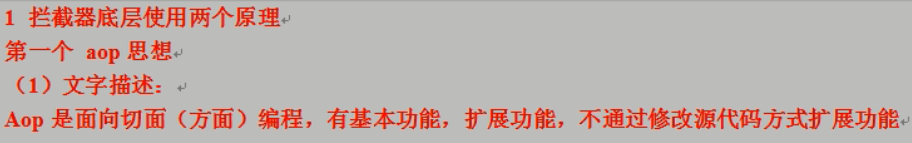 1 拦截器底层使用两个原理
第一个 aop 思想
（1）文字描述：
Aop 是面向切面（方面）编程，有基本功能，扩展功能，不通过修改源代码方式扩展功能